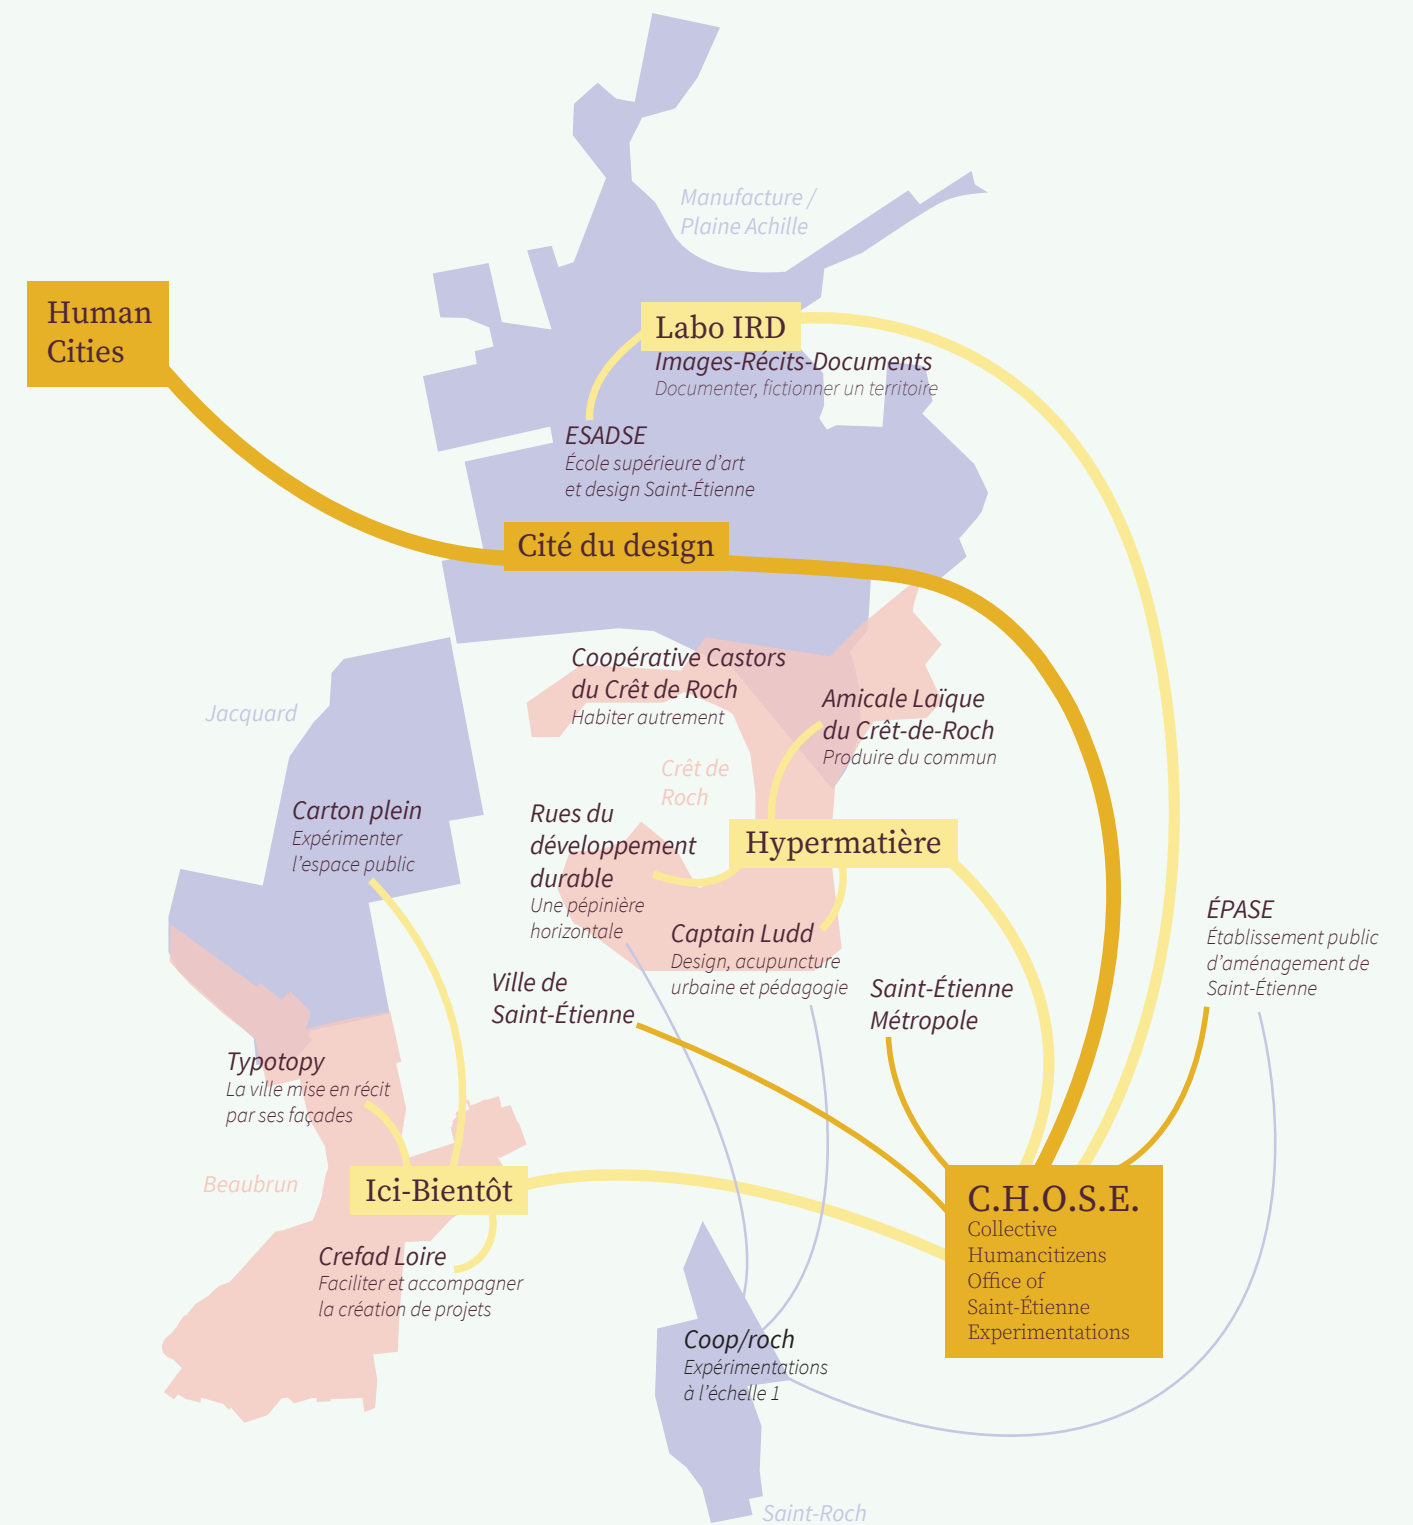 Manufacture /
Plaine Achille
Human
Cities
Labo IRD
Images-Récits-Documents
Documenter, fictionner un territoire
ESADSE
École supérieure d’art
et design Saint-Étienne
Cité du design
Coopérative Castors
du Crêt de Roch
Habiter autrement
Amicale Laïque
du Crêt-de-Roch
Produire du commun
Jacquard
Crêt de
Roch
Carton plein
Expérimenter
l’espace public
Rues du
développement
durable
Une pépinière
horizontale
Hypermatière
Captain Ludd
Design, acupuncture
urbaine et pédagogie
ÉPASE
Établissement public
d’aménagement de
Saint-Étienne
Ville de
Saint-Étienne
Saint-Étienne
Métropole
Typotopy
La ville mise en récit
par ses façades
Beaubrun
Ici-Bientôt
C.H.O.S.E.
Collective
Humancitizens
Office of
Saint-Étienne
Experimentations
Crefad Loire
Faciliter et accompagner
la création de projets
Coop/roch
Expérimentations
à l’échelle 1
Saint-Roch